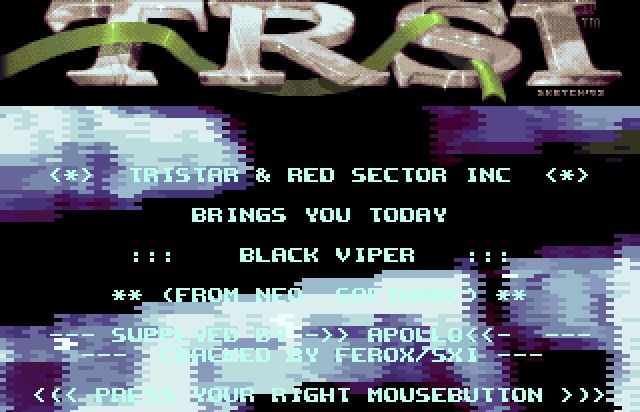 TRSI
TM
SKETCH'93
<*> TRISTAR & RED SECTOR INC <*>
BRINGS YOU TODAY
::: BLACK VIPER :::
** (FROM NEO SOFTWARE) **
--- SUPPLYED BY ->> APOLLO<<- ---
--- CRACKED BY FEROX/SXI ---
<<< PRESS YOUR RIGHT MOUSEBUTTON >>>